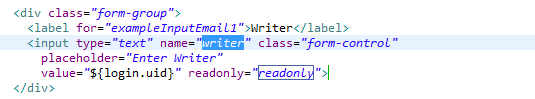 <div class="form-group">
<label for="exampleInputEmail1">Writer</label>
<input type="text" name="writer" class="form-control"
placeholder="Enter Writer"
value="${login.uid}" readonly="readonly">
</div>